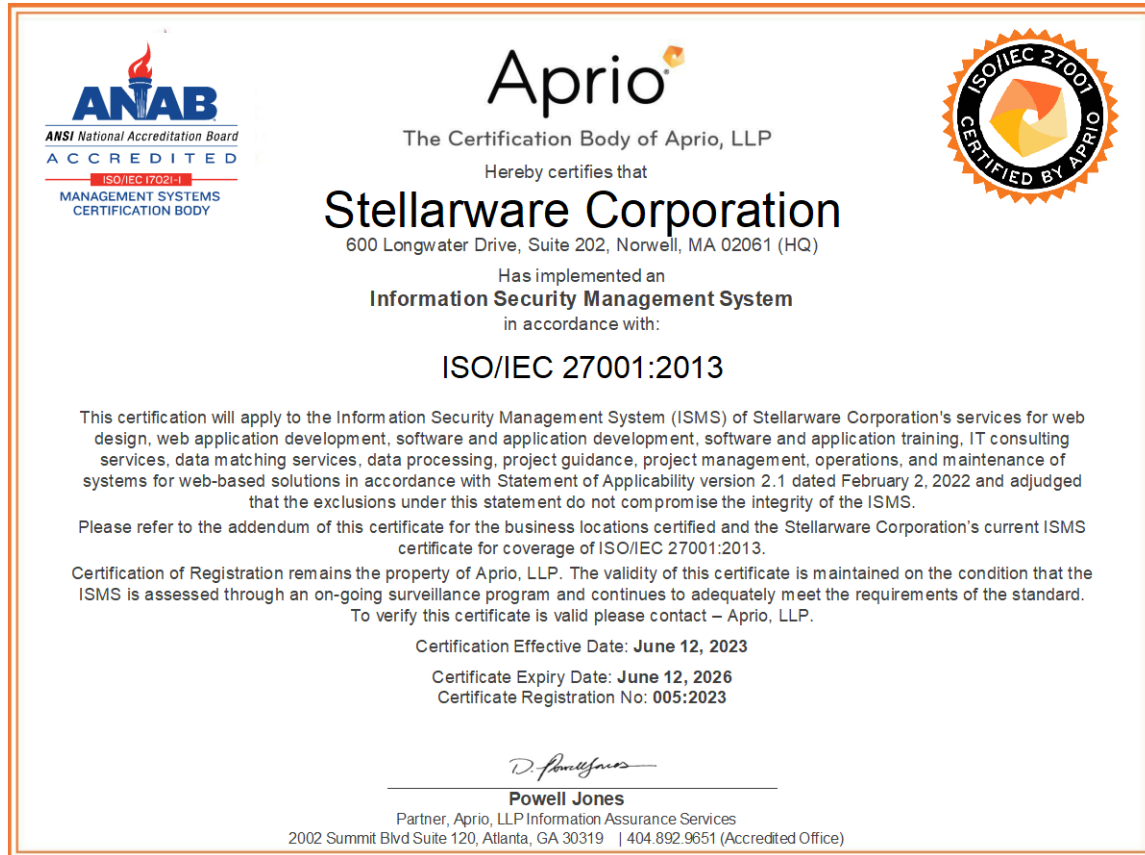 ANAB
ANSI National Accreditation Board
ACCREDITED
ISO/IEC 17021-1
MANAGEMENT SYSTEMS
CERTIFICATION BODY
Aprio
The Certification Body of Aprio, LLP
ISO/IEC 27001
CERTIFIED BY APRIO
Hereby certifies that
Stellarware Corporation
600 Longwater Drive, Suite 202, Norwell, MA 02061 (HQ)
Has implemented an
Information Security Management System
in accordance with:
ISO/IEC 27001:2013
This certification will apply to the Information Security Management System (ISMS) of Stellarware Corporation's services for web
design, web application development, software and application development, software and application training, IT consulting
services, data matching services, data processing, project guidance, project management, operations, and maintenance of
systems for web-based solutions in accordance with Statement of Applicability version 2.1 dated February 2, 2022 and adjudged
that the exclusions under this statement do not compromise the integrity of the ISMS.
Please refer to the addendum of this certificate for the business locations certified and the Stellarware Corporation's current ISMS
certificate for coverage of ISO/IEC 27001:2013.
Certification of Registration remains the property of Aprio, LLP. The validity of this certificate is maintained on the condition that the
ISMS is assessed through an on-going surveillance program and continues to adequately meet the requirements of the standard.
To verify this certificate is valid please contact – Aprio, LLP.
Certification Effective Date: June 12, 2023
Certificate Expiry Date: June 12, 2026
Certificate Registration No: 005:2023
D. Powell Jones
Powell Jones
Partner, Aprio, LLP Information Assurance Services
2002 Summit Blvd Suite 120, Atlanta, GA 30319 | 404.892.9651 (Accredited Office)